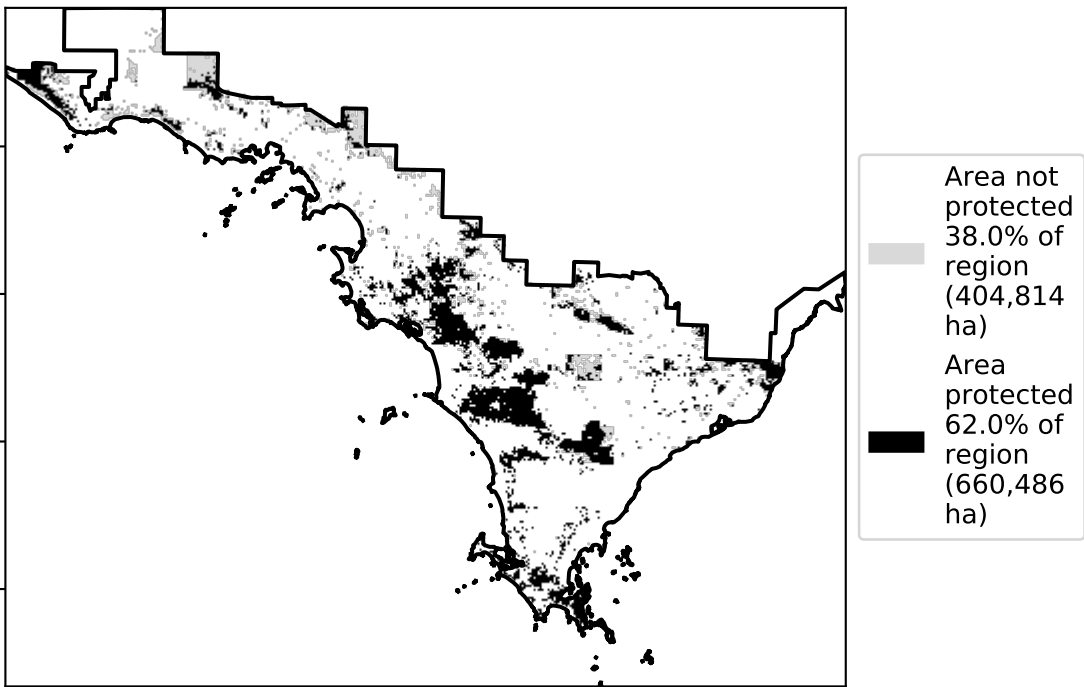 Area not
protected
38.0% of
region
(404,814
ha)
Area
protected
62.0% of
region
(660,486
ha)